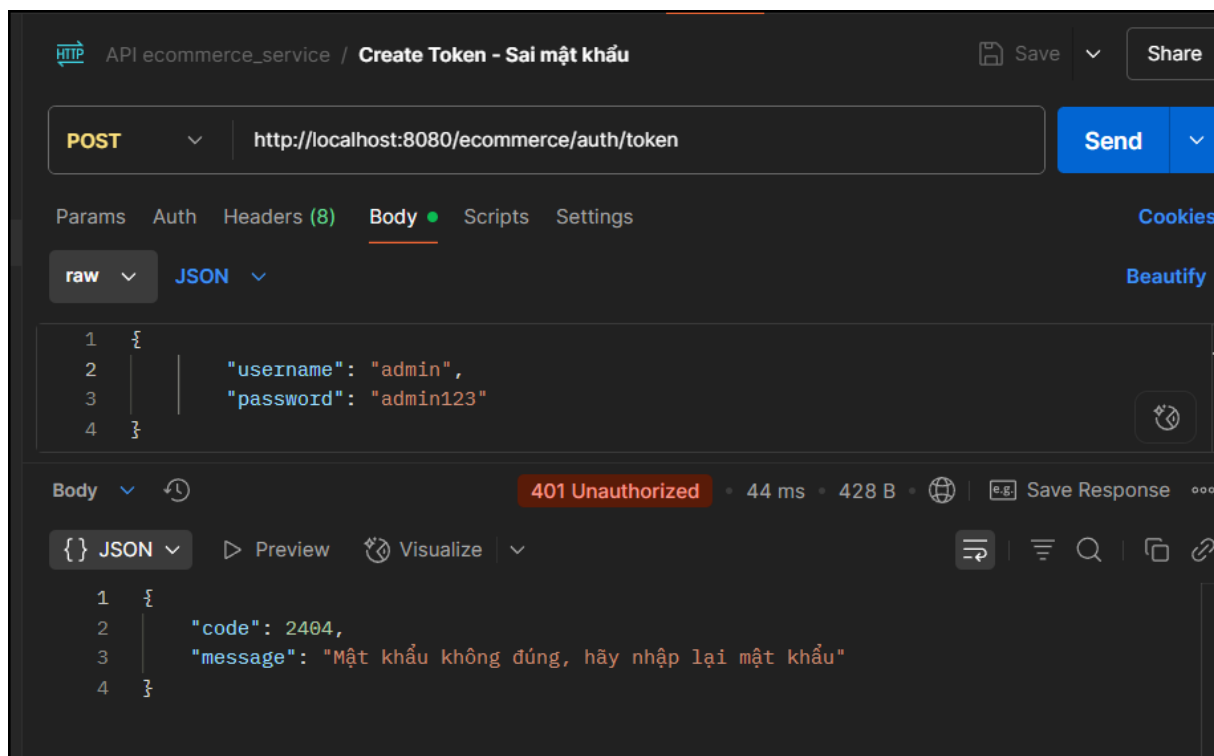 HTTP API ecommerce_service / Create Token - Sai mật khẩu Save Share
POST http://localhost:8080/ecommerce/auth/token Send
Params Auth Headers (8) Body Scripts Settings Cookies
raw JSON Beautify
1 {
2 "username": "admin",
3 "password": "admin123"
4 }
Body 401 Unauthorized • 44 ms • 428 B • e.g. Save Response
{} JSON Preview Visualize
1 {
2 "code": 2404,
3 "message": "Mật khẩu không đúng, hãy nhập lại mật khẩu"
4 }